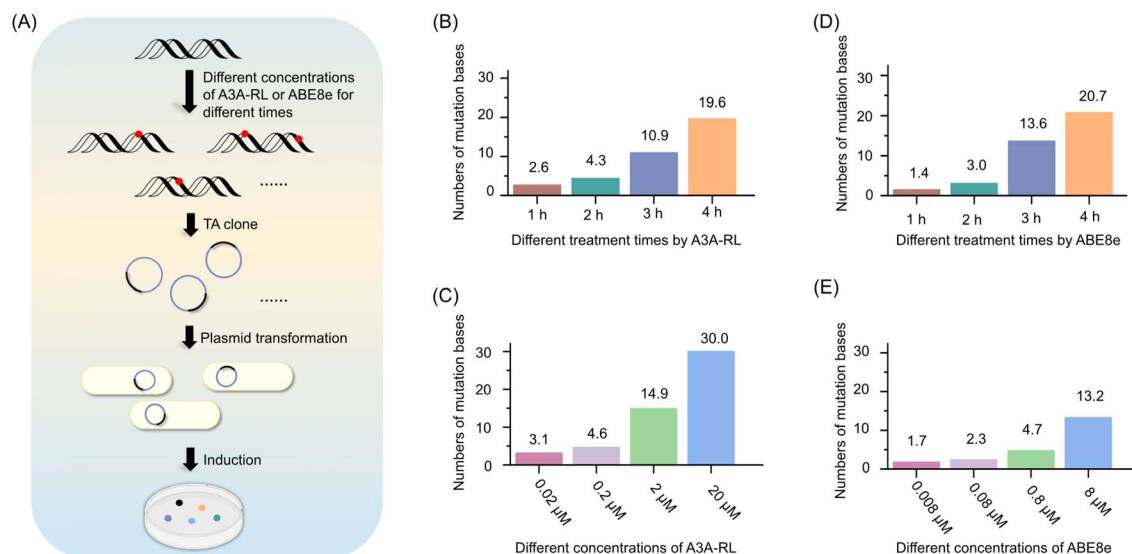 (A)
Different concentrations
of A3A-RL or ABE8e for
different times
......
TA clone
......
Plasmid transformation
Induction
(B)
Numbers of mutation bases
30
20
10
0
2.6
4.3
10.9
19.6
1 h
2 h
3 h
4 h
Different treatment times by A3A-RL
(C)
Numbers of mutation bases
30
20
10
0
3.1
4.6
14.9
30.0
0.02 μM
0.2 μM
2 μM
20 μM
Different concentrations of A3A-RL
(D)
Numbers of mutation bases
30
20
10
0
1.4
3.0
13.6
20.7
1 h
2 h
3 h
4 h
Different treatment times by ABE8e
(E)
Numbers of mutation bases
30
20
10
0
1.7
2.3
4.7
13.2
0.008 μM
0.08 μM
0.8 μM
8 μM
Different concentrations of ABE8e